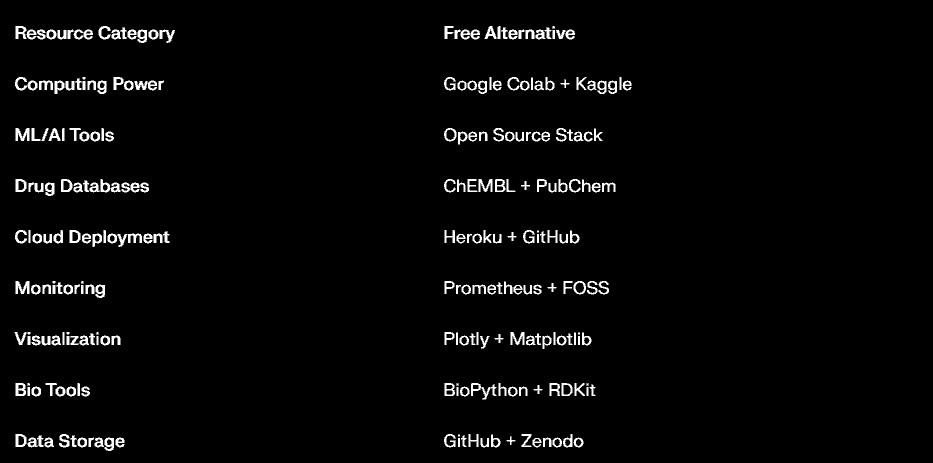 Resource Category Free Alternative
Computing Power Google Colab + Kaggle
ML/AI Tools Open Source Stack
Drug Databases ChEMBL + PubChem
Cloud Deployment Heroku + GitHub
Monitoring Prometheus + FOSS
Visualization Plotly + Matplotlib
Bio Tools BioPython + RDKit
Data Storage GitHub + Zenodo